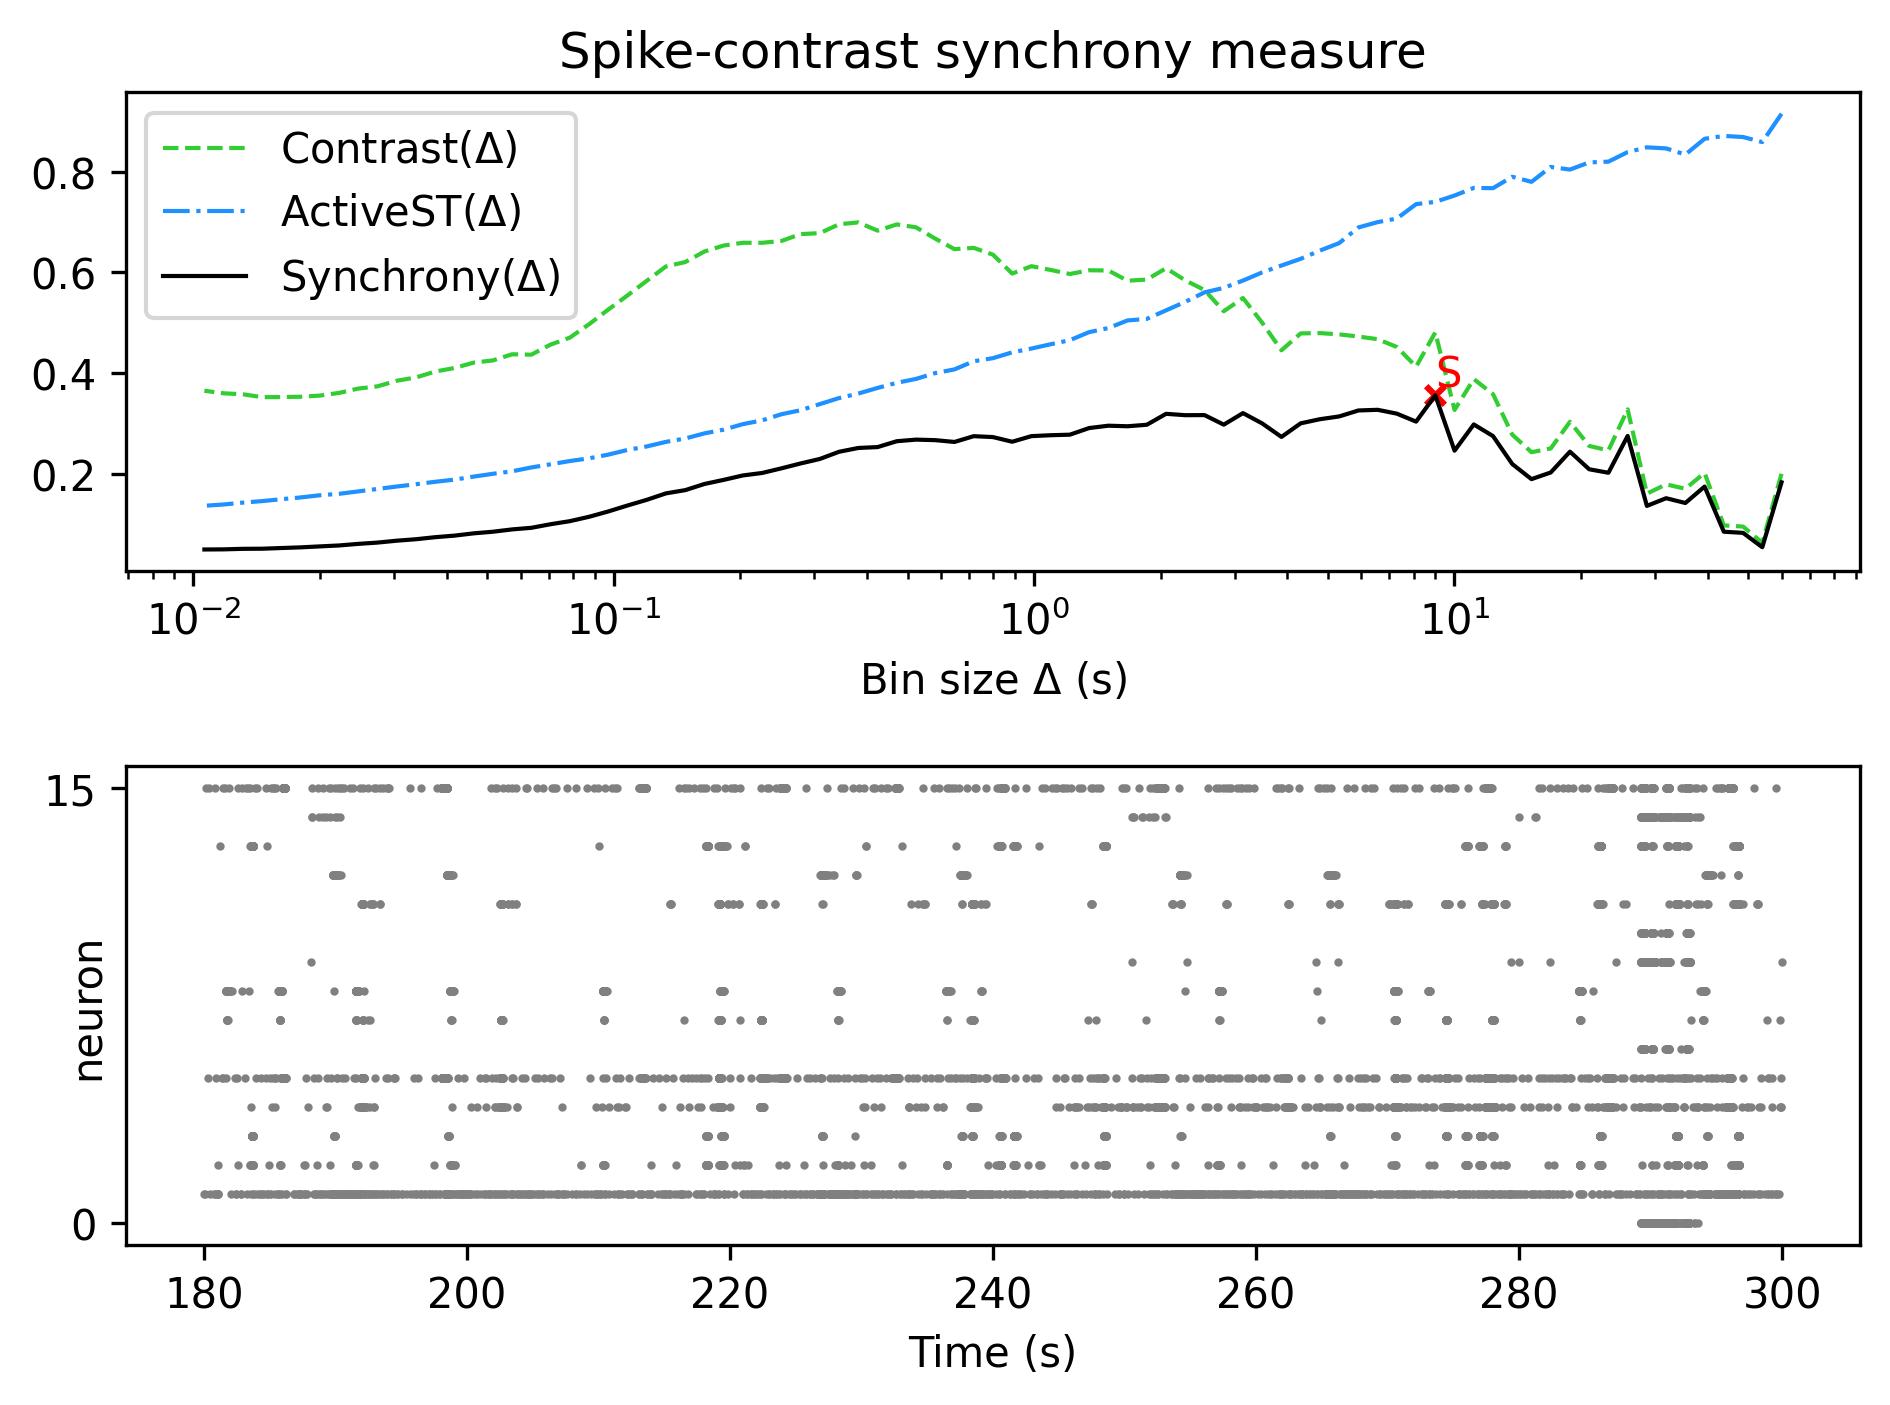 Spike-contrast synchrony measure
Contrast(Δ)
ActiveST(Δ)
Synchrony(Δ)
0.8
0.6
0.4
0.2
S
10⁻² 10⁻¹ 10⁰ 10¹
Bin size Δ (s)
15
0
neuron
180 200 220 240 260 280 300
Time (s)